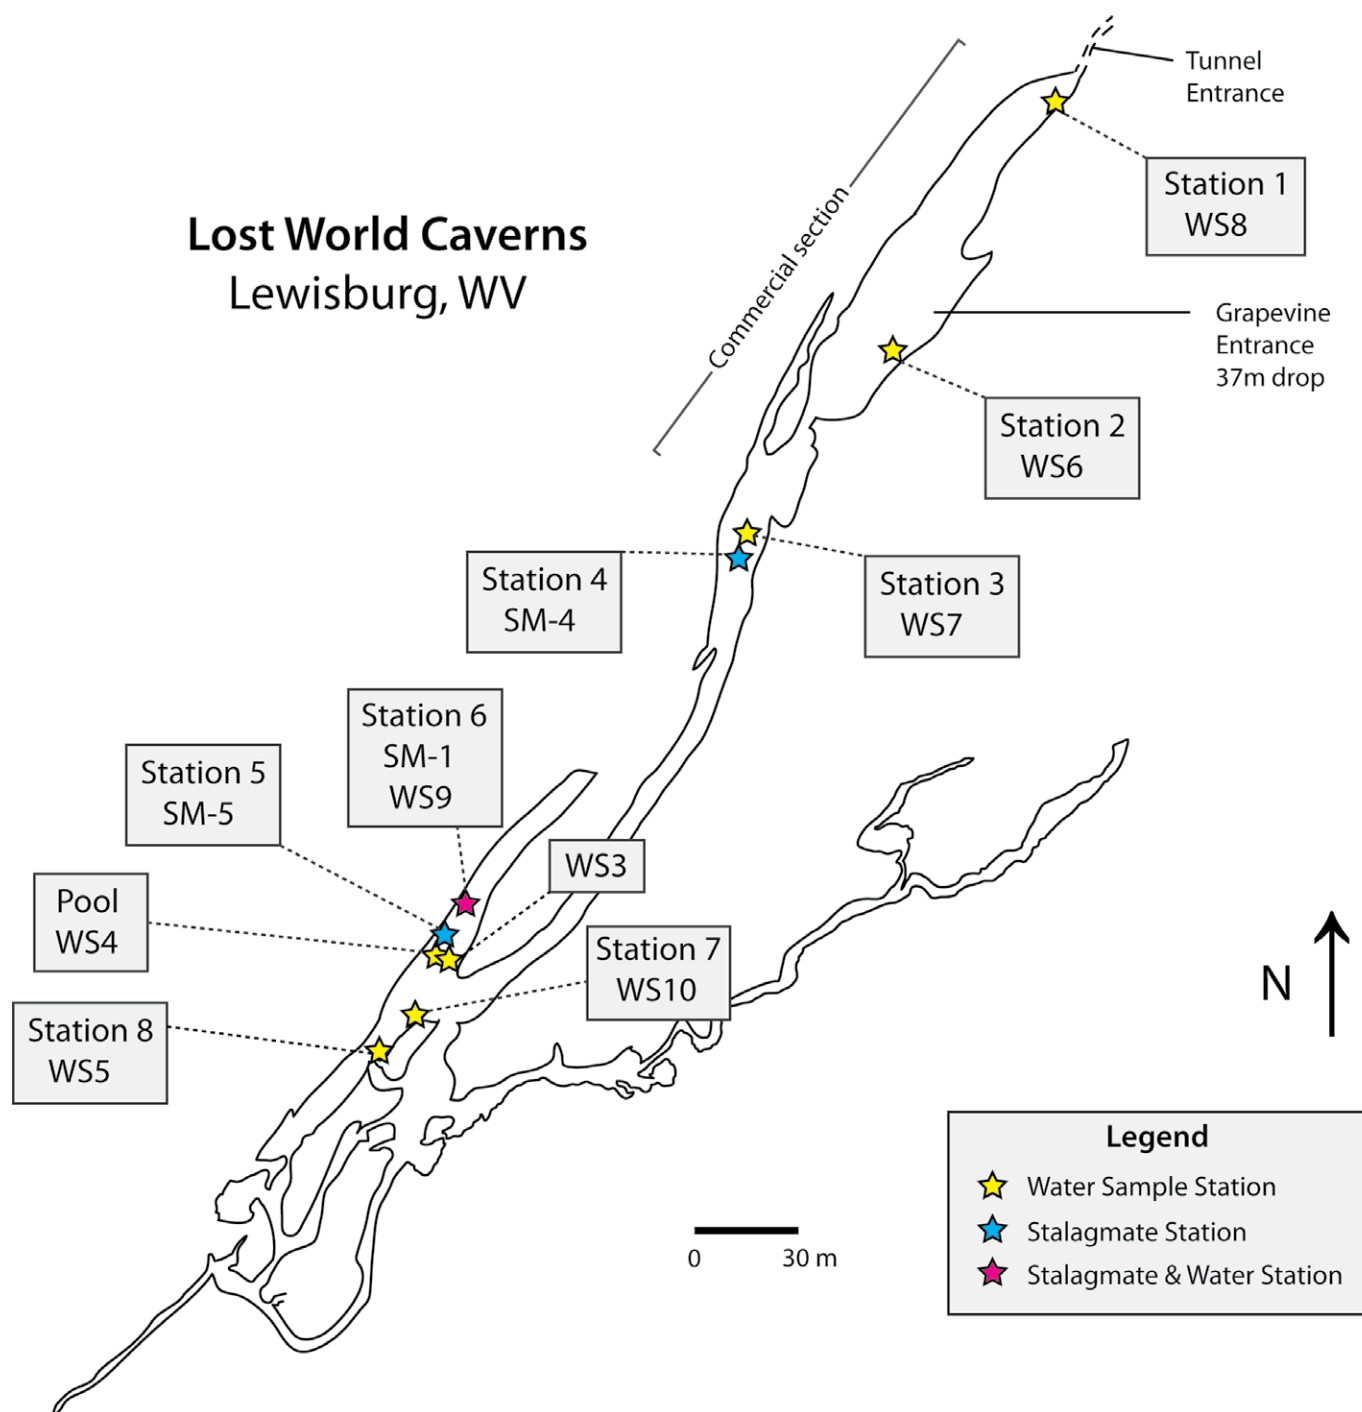 Tunnel
Entrance
Station 1
WS8
Lost World Caverns
Lewisburg, WV
Commercial section
Grapevine
Entrance
37m drop
Station 2
WS6
Station 4
SM-4
Station 3
WS7
Station 6
SM-1
WS9
Station 5
SM-5
WS3
Pool
WS4
Station 7
WS10
Station 8
WS5
N
Legend
Water Sample Station
Stalagmate Station
Stalagmate & Water Station
0 30 m